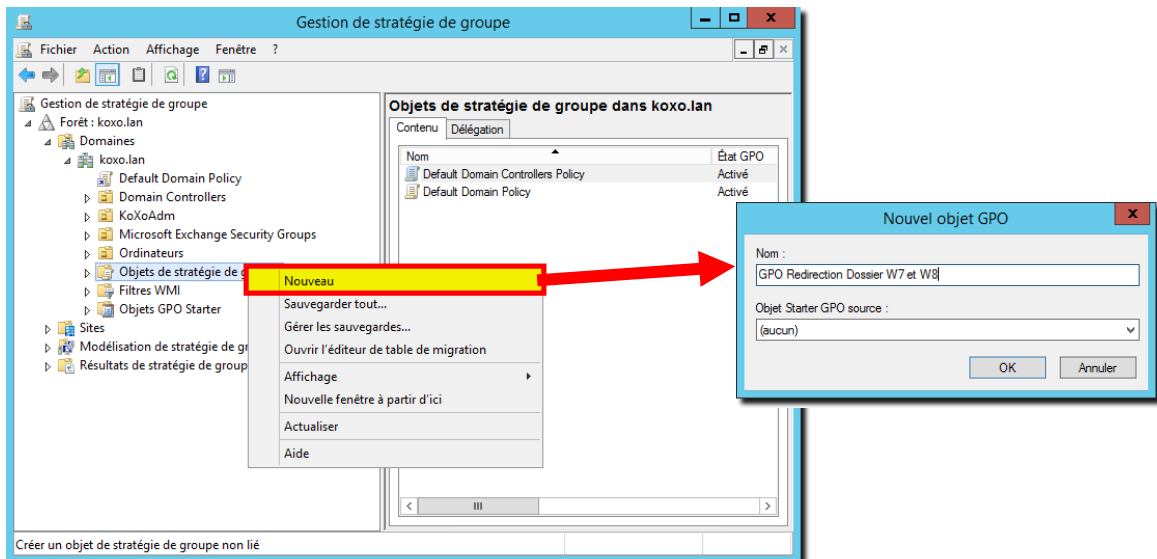 Gestion de stratégie de groupe
Fichier Action Affichage Fenêtre ?
Gestion de stratégie de groupe
Forêt : koxo.lan
Domaines
koxo.lan
Default Domain Policy
Domain Controllers
KoXoAdm
Microsoft Exchange Security Groups
Ordinateurs
Objets de stratégie de g
Filtres WMI
Objets GPO Starter
Sites
Modélisation de stratégie de gr
Résultats de stratégie de group
Objets de stratégie de groupe dans koxo.lan
Contenu Délégation
Nom État GPO
Default Domain Controllers Policy Activé
Default Domain Policy Activé
Nouveau
Sauvegarder tout...
Gérer les sauvegardes...
Ouvrir l'éditeur de table de migration
Affichage
Nouvelle fenêtre à partir d'ici
Actualiser
Aide
Créer un objet de stratégie de groupe non lié
Nouvel objet GPO
Nom :
GPO Redirection Dossier W7 et W8
Objet Starter GPO source :
(aucun)
OK Annuler